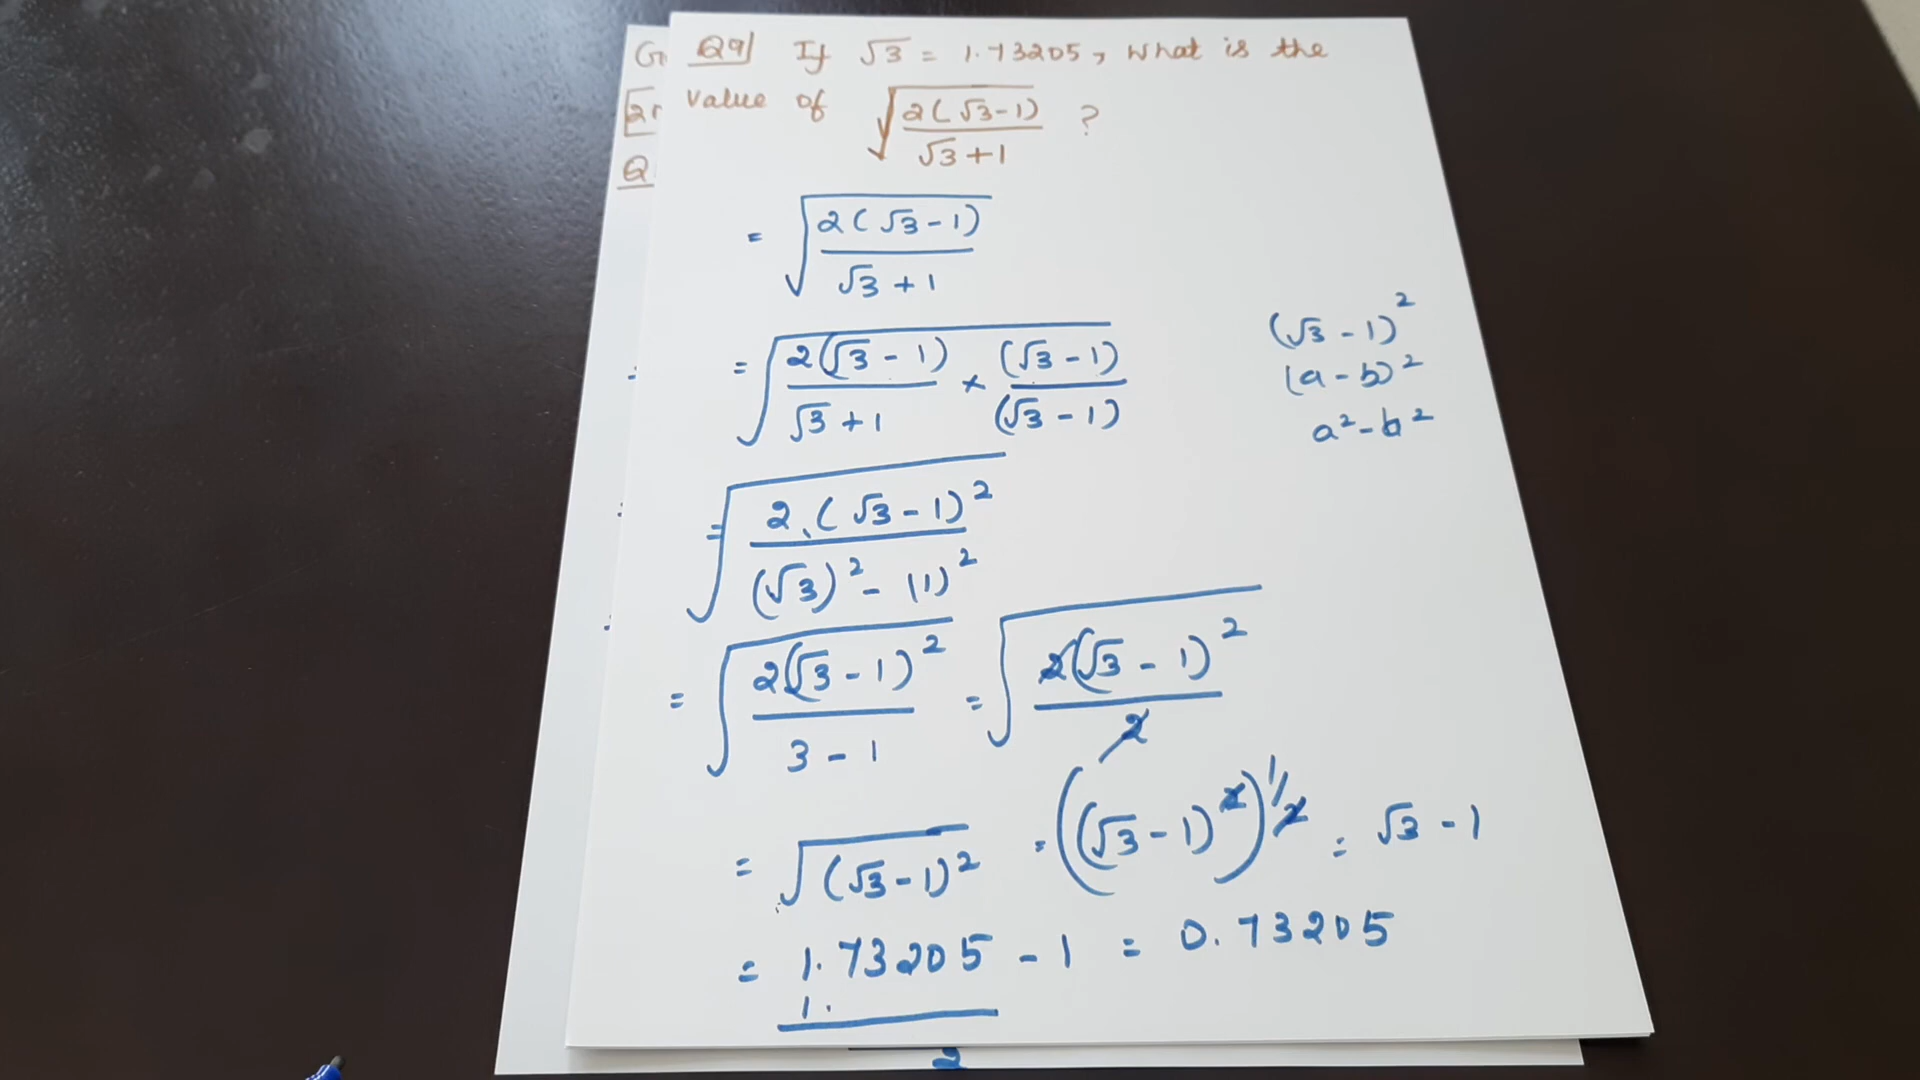 Q9 If √3 = 1.73205, what is the
value of √(2(√3-1)/(√3+1)) ?
= √(2(√3-1)/(√3+1))
= √(2(√3-1)/(√3+1) × (√3-1)/(√3-1))
(√3-1)²
(a-b)²
a²-b²
= √(2.(√3-1)²/((√3)²-(1)²))
= √(2(√3-1)²/(3-1)) = √(2(√3-1)²/2)
= √((√3-1)²) = ((√3-1)²)^1/2 = √3-1
= 1.73205 - 1 = 0.73205
1.
G
Q
2